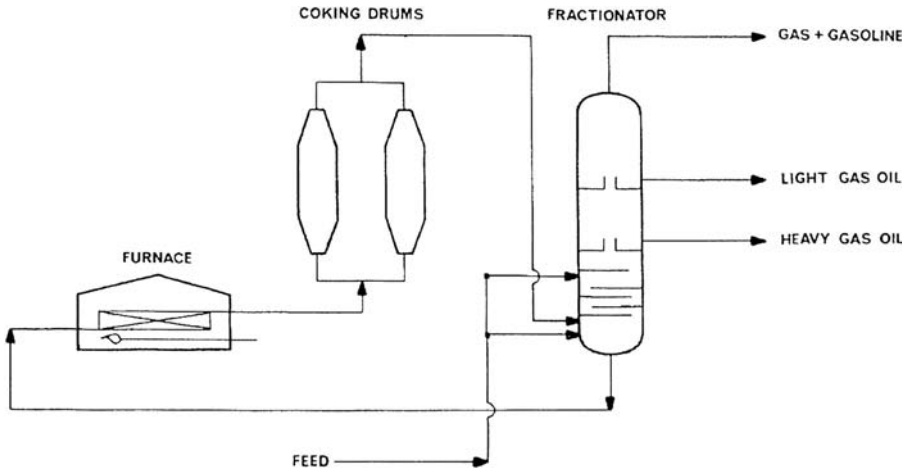 COKING DRUMS
FRACTIONATOR
GAS + GASOLINE
LIGHT GAS OIL
HEAVY GAS OIL
FURNACE
FEED